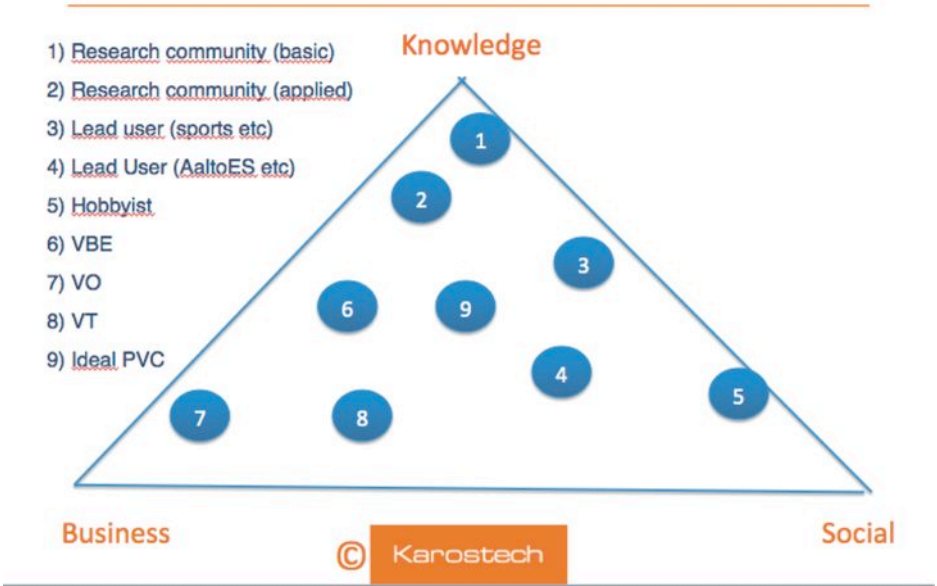 Knowledge
1) Research community (basic)
2) Research community (applied)
3) Lead user (sports etc)
4) Lead User (AaltoES etc)
5) Hobbyist
6) VBE
7) VO
8) VT
9) Ideal PVC
1
2
3
6
9
4
5
7
8
Business
Social
© Karostech